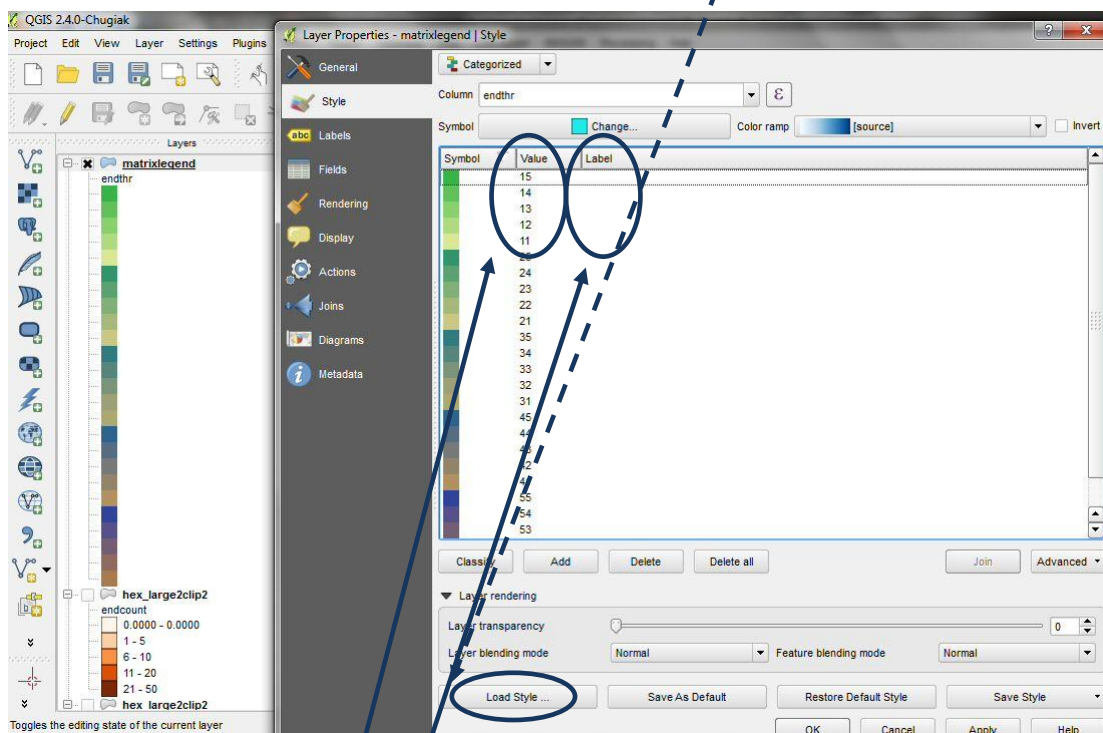 QGIS 2.4.0-Chugiak
Project Edit View Layer Settings Plugins
Layers
matrixlegend
endthr
hex_large2clip2
endcount
0.0000 - 0.0000
1 - 5
6 - 10
11 - 20
21 - 50
hex_large2clip2
Toggles the editing state of the current layer
Layer Properties - matrixlegend | Style
General
Style
Labels
Fields
Rendering
Display
Actions
Joins
Diagrams
Metadata
Categorized
Column endthr ε
Symbol Change... Color ramp [source] Invert
Symbol Value Label
15
14
13
12
11
25
24
23
22
21
35
34
33
32
31
45
44
43
42
55
54
53
Classify Add Delete Delete all Join Advanced
Layer rendering
Layer transparency 0
Layer blending mode Normal Feature blending mode Normal
Load Style ... Save As Default Restore Default Style Save Style
OK Cancel Apply Help